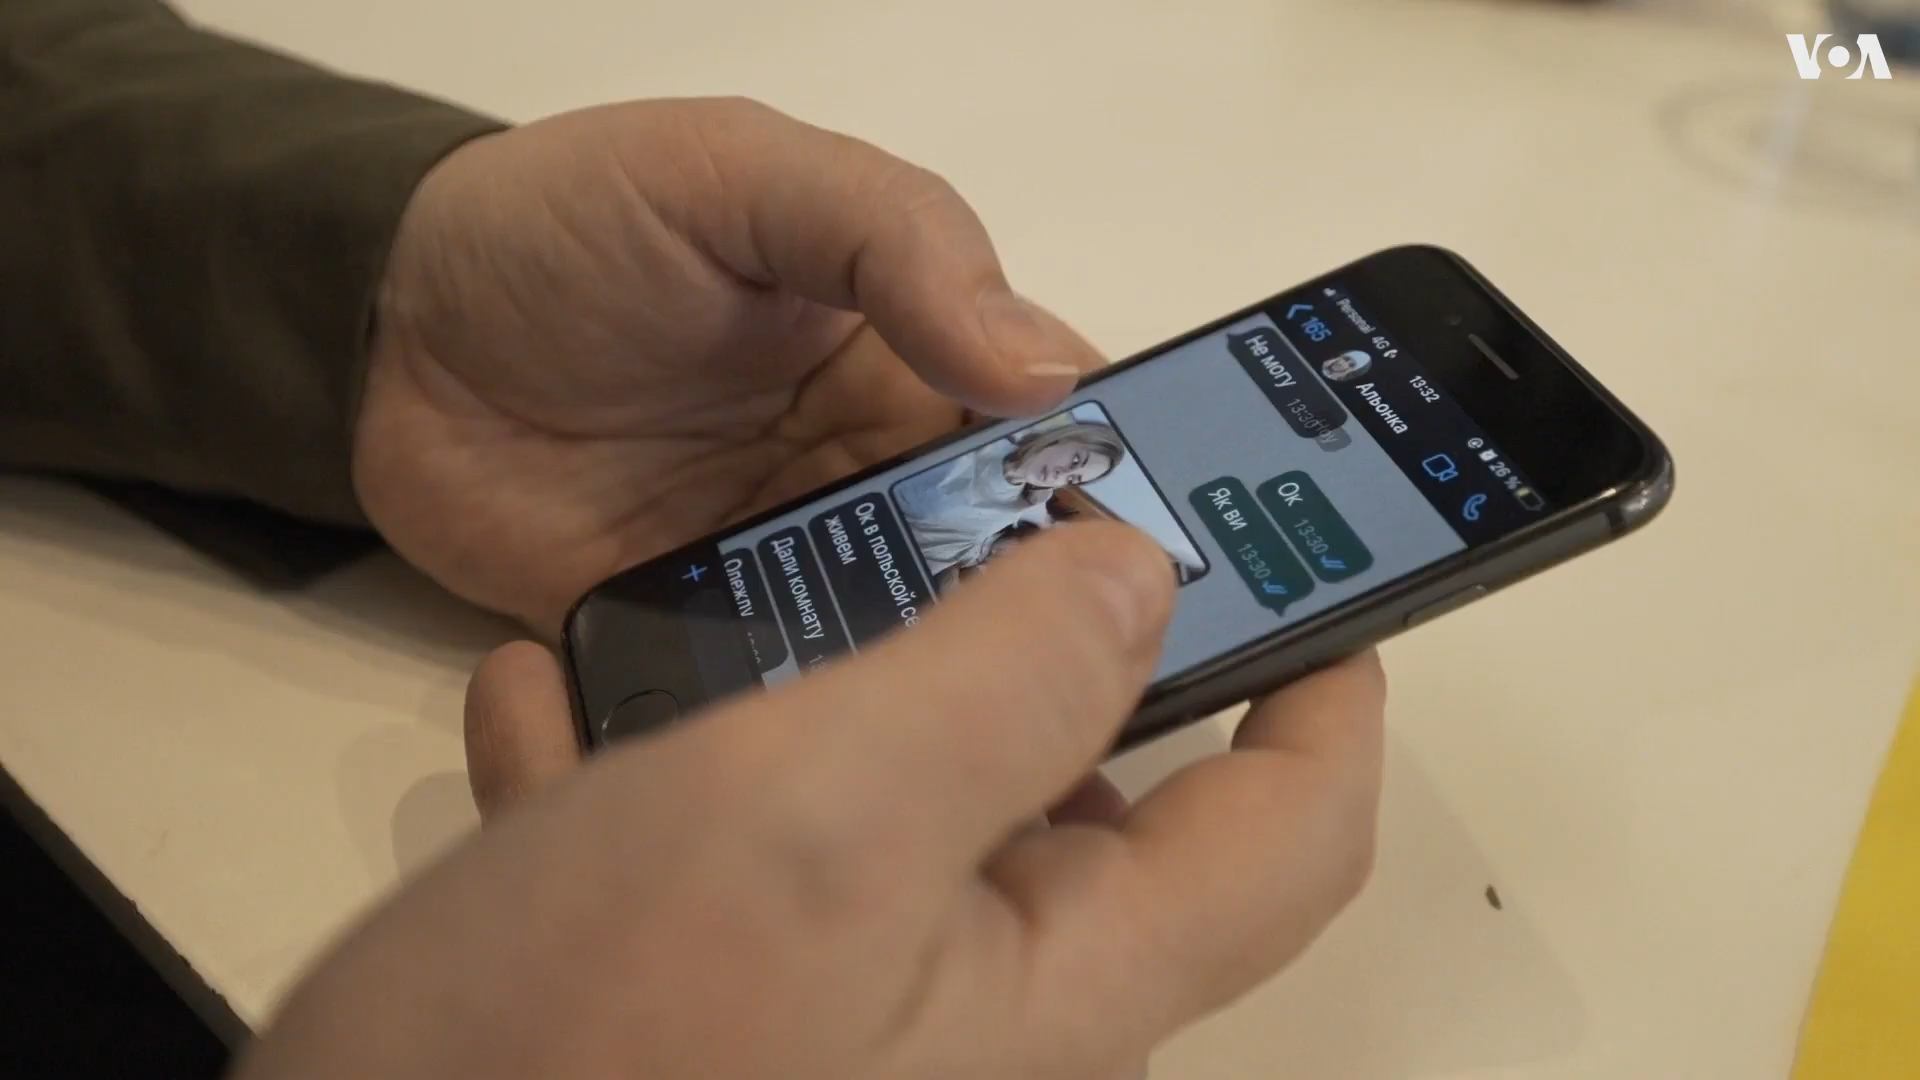 VOA
Personal 4G
13:32
26 %
165
Альонка
Не могу
13:30
Ок
13:30
Як ви
13:30
Ок в польской се
живем
Дали комнату